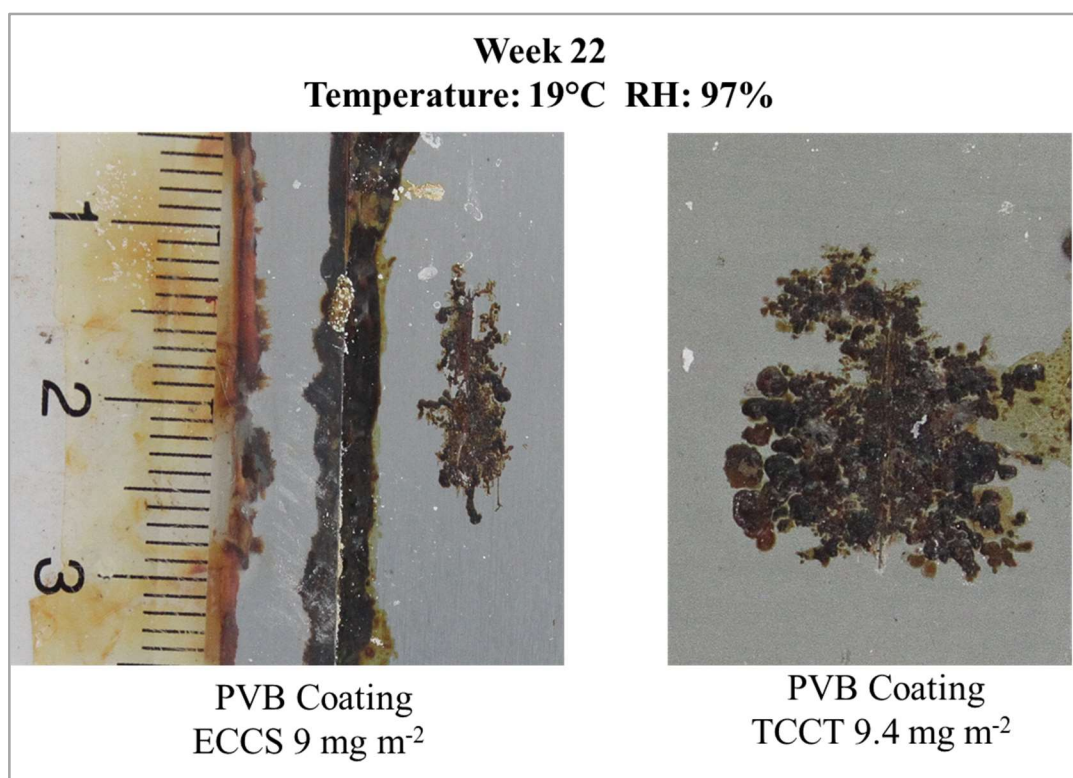 Week 22
Temperature: 19°C RH: 97%
1
2
3
PVB Coating
ECCS 9 mg m⁻²
PVB Coating
TCCT 9.4 mg m⁻²